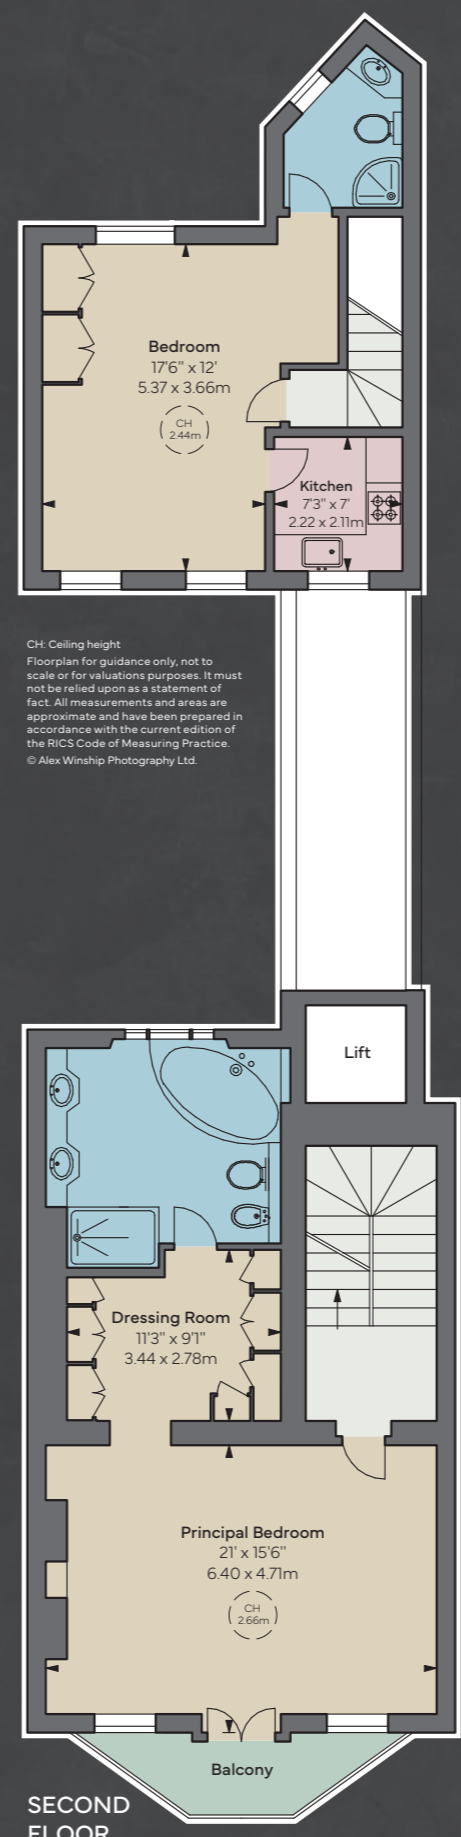 Bedroom
17'6" x 12'
5.37 x 3.66m
CH
2.44m
Kitchen
7'3" x 7'
2.22 x 2.11m
CH: Ceiling height
Floorplan for guidance only, not to
scale or for valuations purposes. It must
not be relied upon as a statement of
fact. All measurements and areas are
approximate and have been prepared in
accordance with the current edition of
the RICS Code of Measuring Practice.
© Alex Winship Photography Ltd.
Lift
Dressing Room
11'3" x 9'1"
3.44 x 2.78m
Principal Bedroom
21' x 15'6"
6.40 x 4.71m
CH
2.66m
Balcony
SECOND
FLOOR